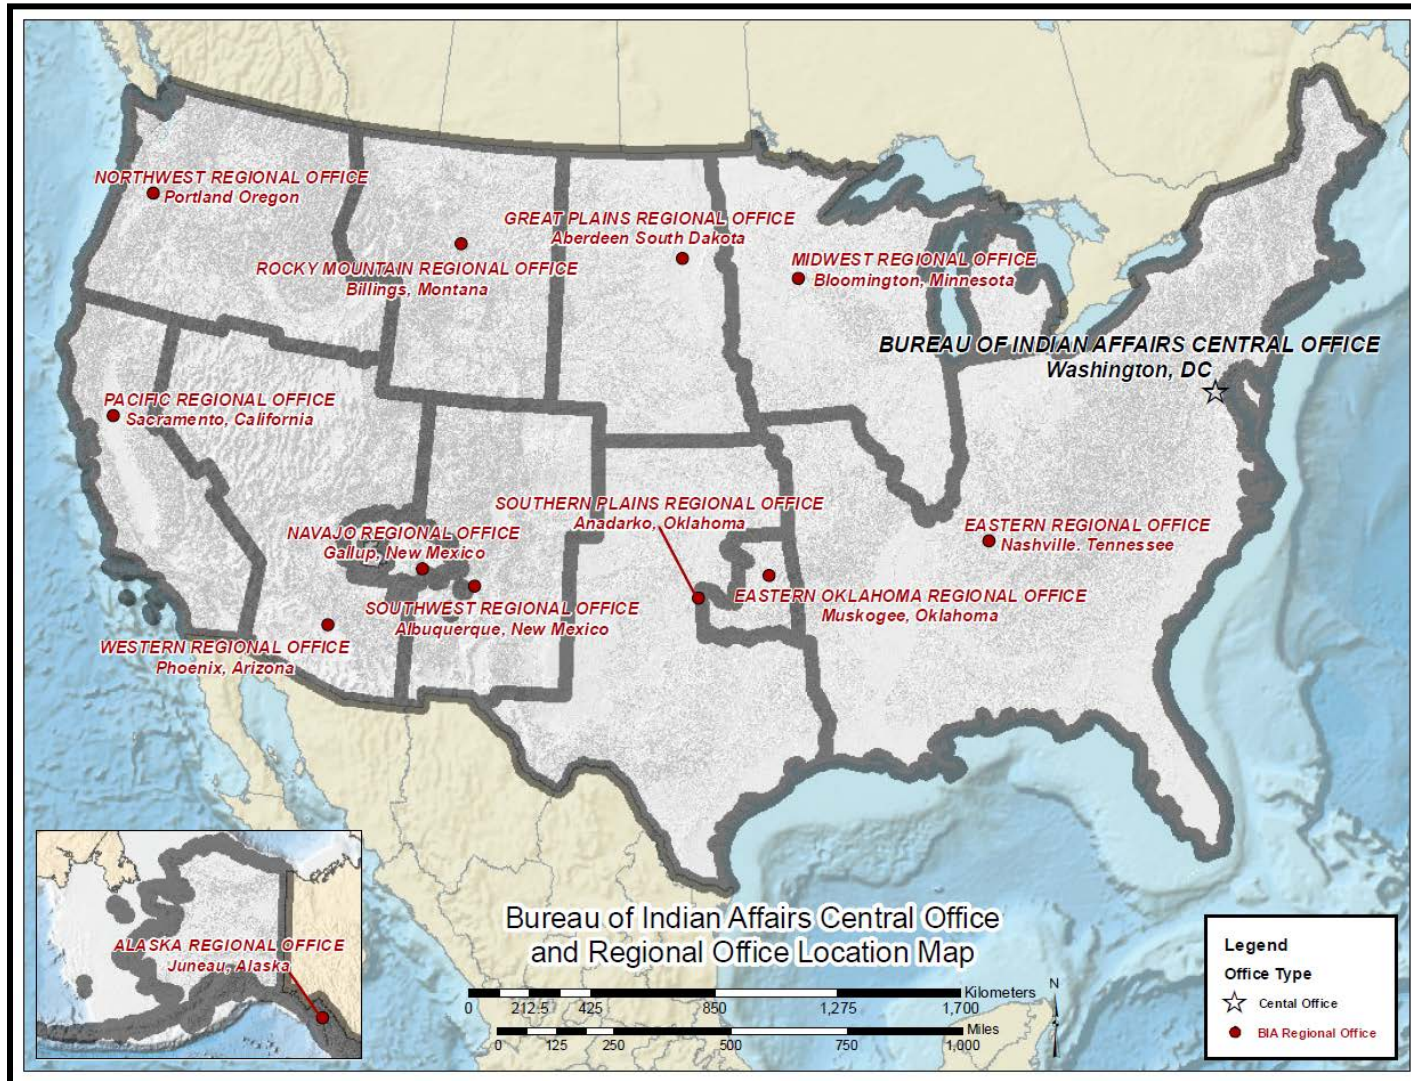 NORTHWEST REGIONAL OFFICE
Portland Oregon
GREAT PLAINS REGIONAL OFFICE
Aberdeen South Dakota
ROCKY MOUNTAIN REGIONAL OFFICE
Billings, Montana
MIDWEST REGIONAL OFFICE
Bloomington, Minnesota
BUREAU OF INDIAN AFFAIRS CENTRAL OFFICE
Washington, DC
PACIFIC REGIONAL OFFICE
Sacramento, California
SOUTHERN PLAINS REGIONAL OFFICE
Anadarko, Oklahoma
NAVAJO REGIONAL OFFICE
Gallup, New Mexico
EASTERN REGIONAL OFFICE
Nashville. Tennessee
SOUTHWEST REGIONAL OFFICE
Albuquerque, New Mexico
EASTERN OKLAHOMA REGIONAL OFFICE
Muskogee, Oklahoma
WESTERN REGIONAL OFFICE
Phoenix, Arizona
ALASKA REGIONAL OFFICE
Juneau, Alaska
Bureau of Indian Affairs Central Office
and Regional Office Location Map
Kilometers
0 212.5 425 850 1,275 1,700
Miles
0 125 250 500 750 1,000
N
Legend
Office Type
Cental Office
BIA Regional Office